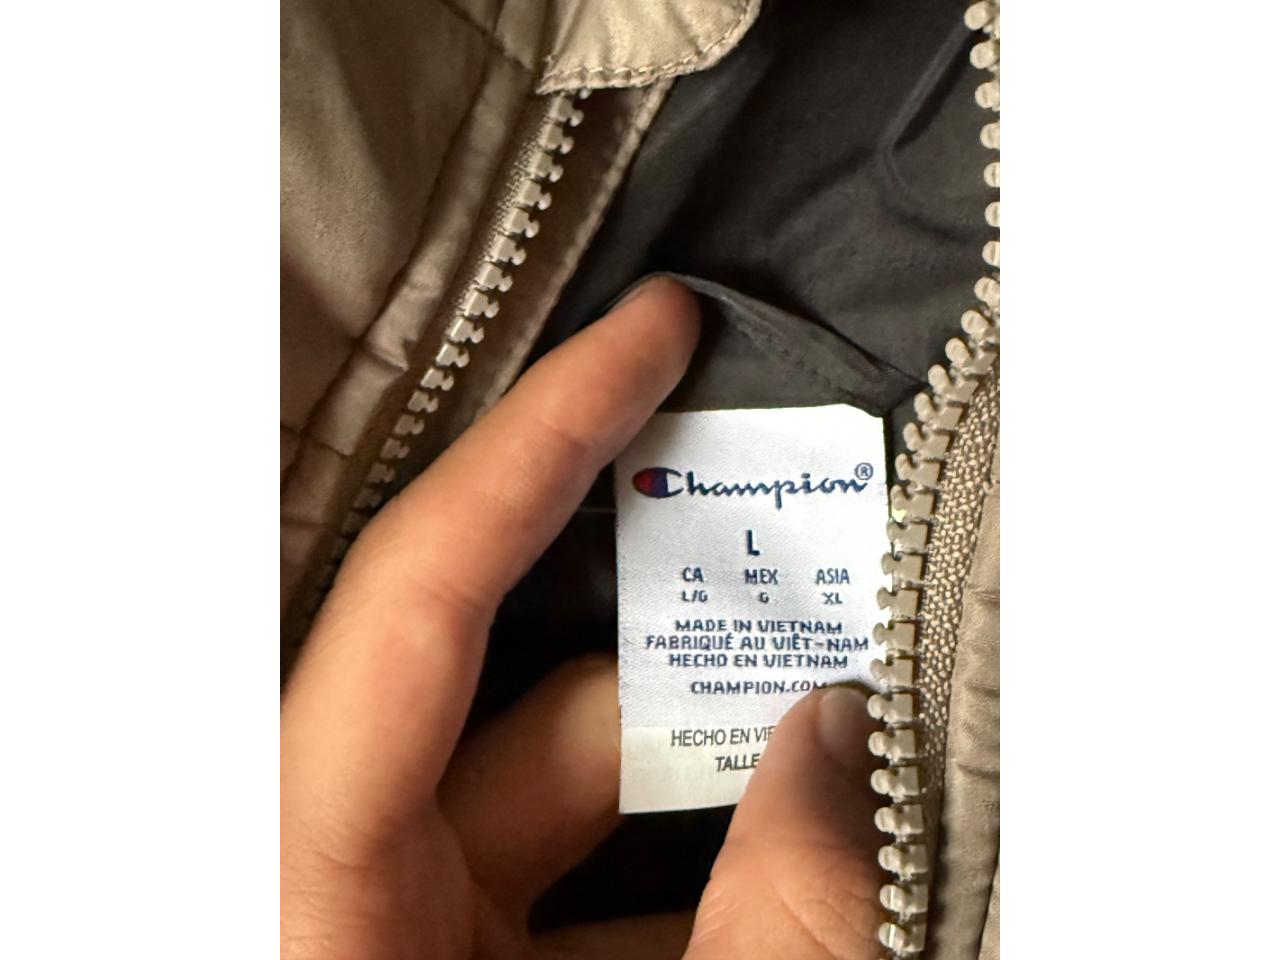 Champion®
L
CA MEX ASIA
L/G G XL
MADE IN VIETNAM
FABRIQUÉ AU VIÊT-NAM
HECHO EN VIETNAM
CHAMPION.COM
HECHO EN
TALLE